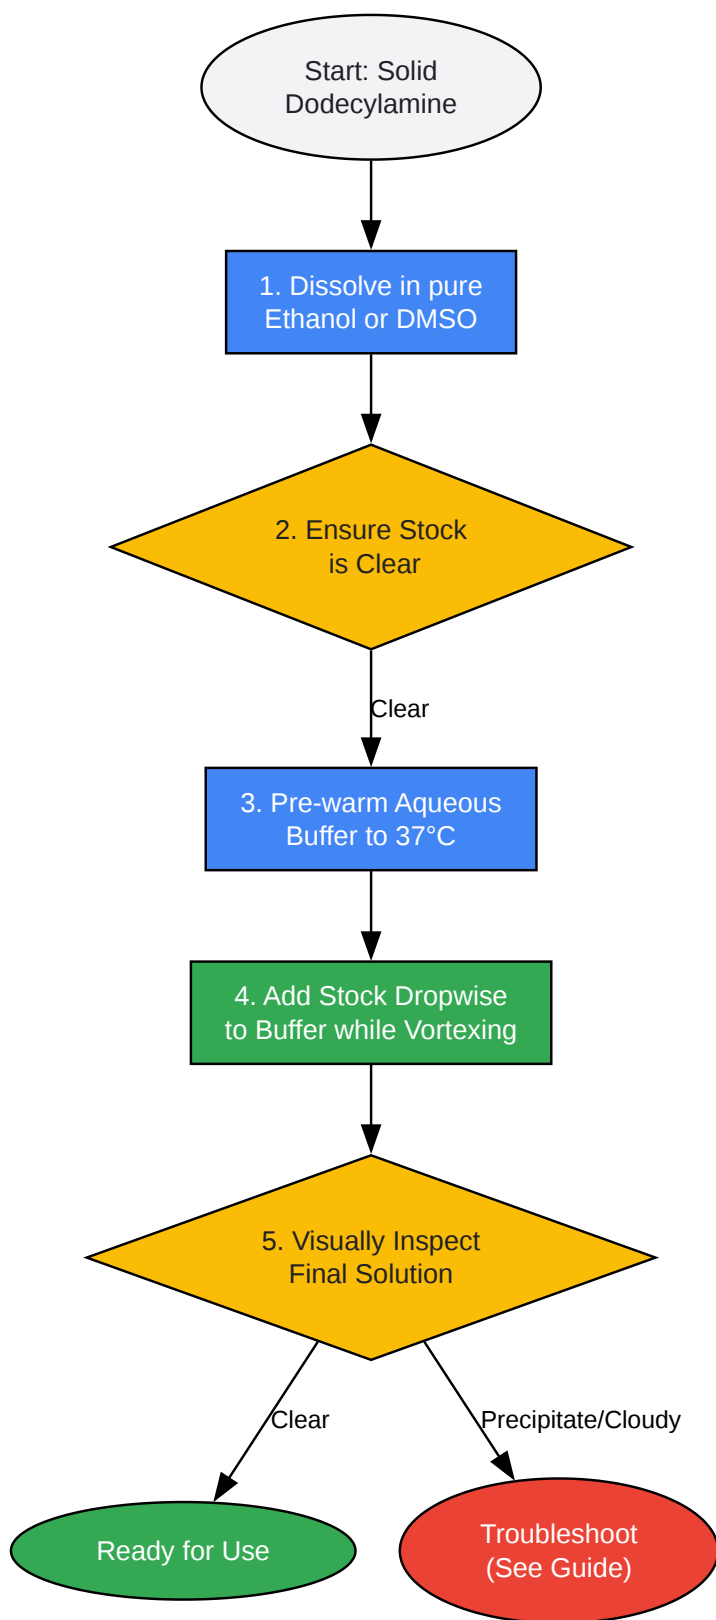 Start: Solid
Dodecylamine
1. Dissolve in pure
Ethanol or DMSO
2. Ensure Stock
is Clear
Clear
3. Pre-warm Aqueous
Buffer to 37°C
4. Add Stock Dropwise
to Buffer while Vortexing
5. Visually Inspect
Final Solution
Clear
Precipitate/Cloudy
Ready for Use
Troubleshoot
(See Guide)